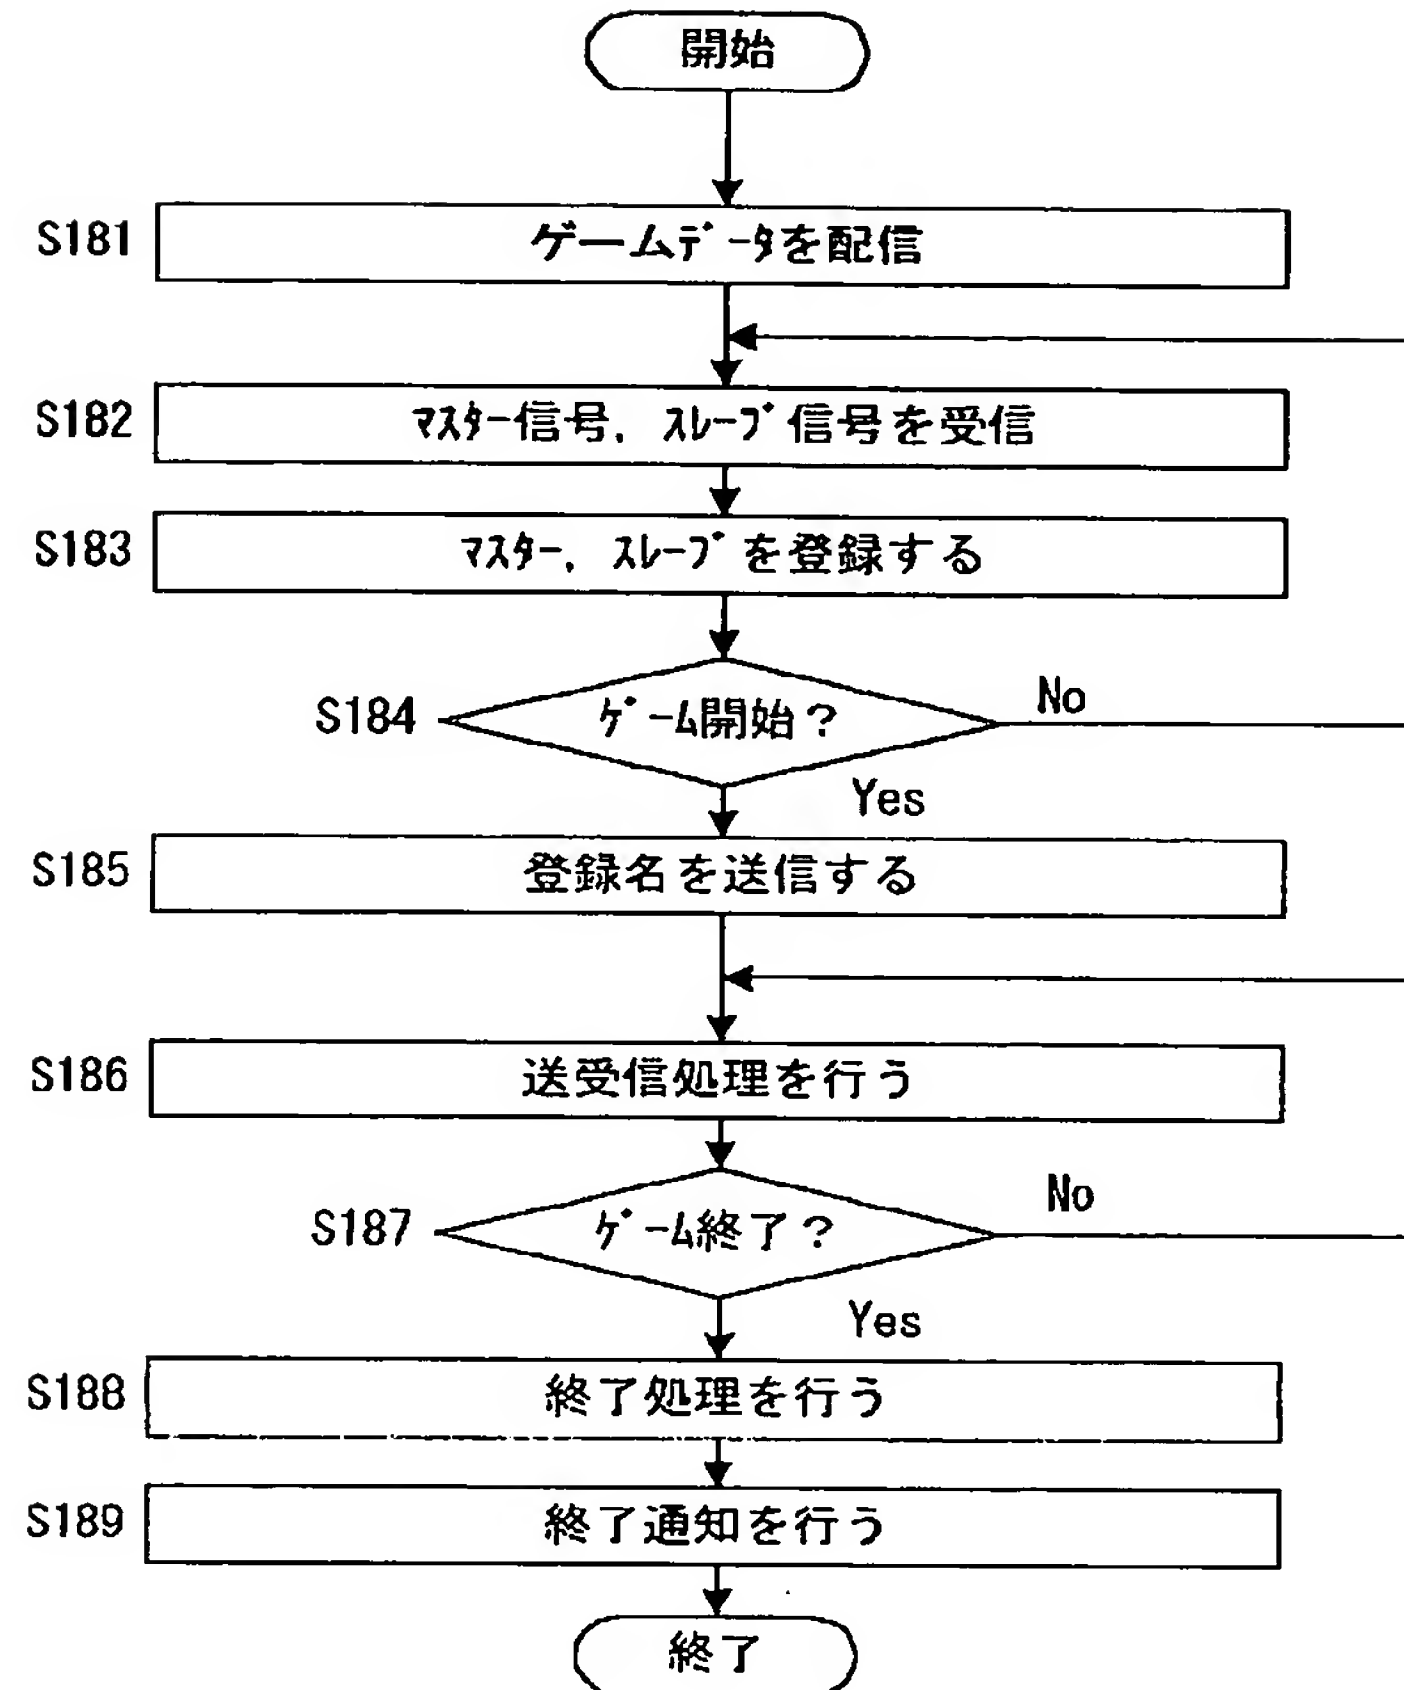 開始
S181 ゲームﾃﾞｰﾀを配信
S182 ﾏｽﾀｰ信号，ｽﾚｰﾌﾞ信号を受信
S183 ﾏｽﾀｰ，ｽﾚｰﾌﾞを登録する
S184 ｹﾞｰﾑ開始？ No
Yes
S185 登録名を送信する
S186 送受信処理を行う
S187 ｹﾞｰﾑ終了？ No
Yes
S188 終了処理を行う
S189 終了通知を行う
終了